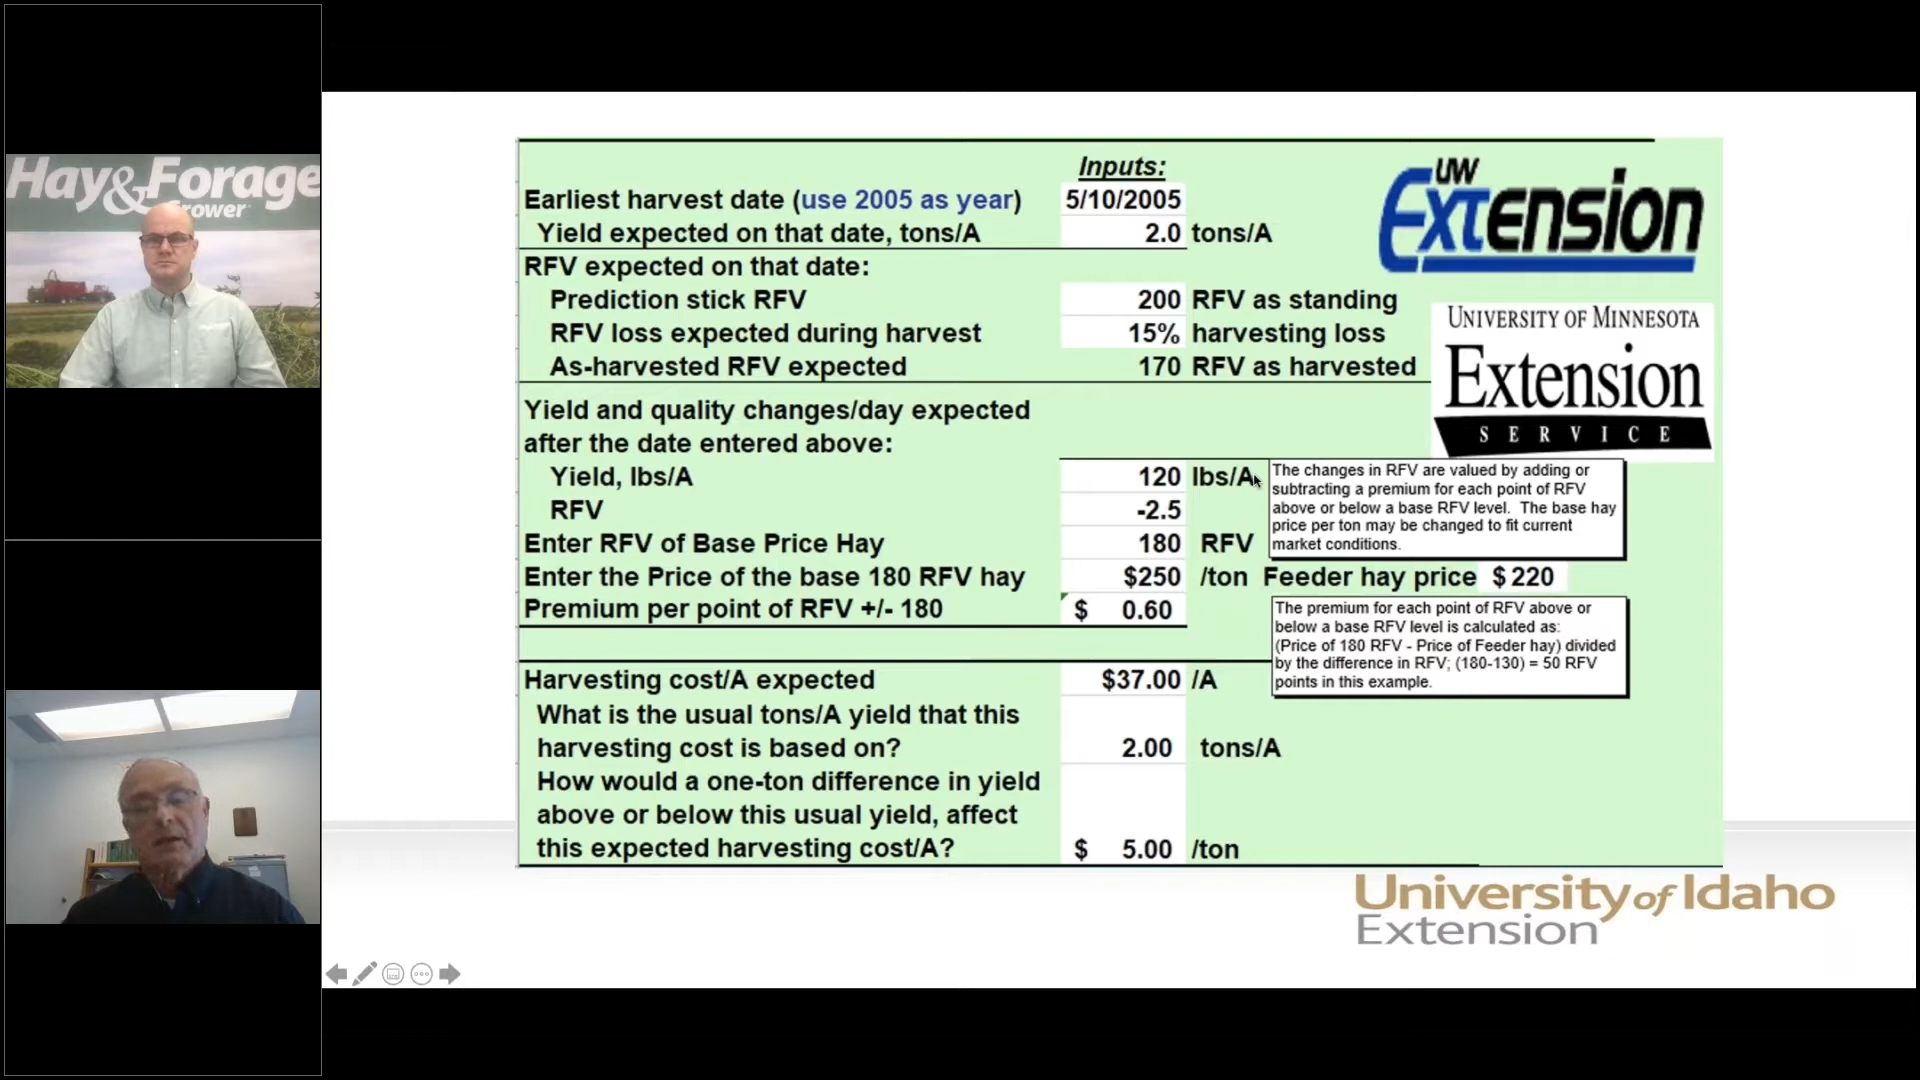 Hay&Forage
Grower
Inputs:
Earliest harvest date (use 2005 as year) 5/10/2005
Yield expected on that date, tons/A 2.0 tons/A
RFV expected on that date:
Prediction stick RFV 200 RFV as standing
RFV loss expected during harvest 15% harvesting loss
As-harvested RFV expected 170 RFV as harvested
Yield and quality changes/day expected
after the date entered above:
Yield, lbs/A 120 lbs/A
RFV -2.5
Enter RFV of Base Price Hay 180 RFV
Enter the Price of the base 180 RFV hay $250 /ton Feeder hay price $ 220
Premium per point of RFV +/- 180 $ 0.60
Harvesting cost/A expected $37.00 /A
What is the usual tons/A yield that this
harvesting cost is based on? 2.00 tons/A
How would a one-ton difference in yield
above or below this usual yield, affect
this expected harvesting cost/A? $ 5.00 /ton
UW
Extension
UNIVERSITY OF MINNESOTA
Extension
SERVICE
The changes in RFV are valued by adding or
subtracting a premium for each point of RFV
above or below a base RFV level. The base hay
price per ton may be changed to fit current
market conditions.
The premium for each point of RFV above or
below a base RFV level is calculated as:
(Price of 180 RFV - Price of Feeder hay) divided
by the difference in RFV; (180-130) = 50 RFV
points in this example.
University of Idaho
Extension